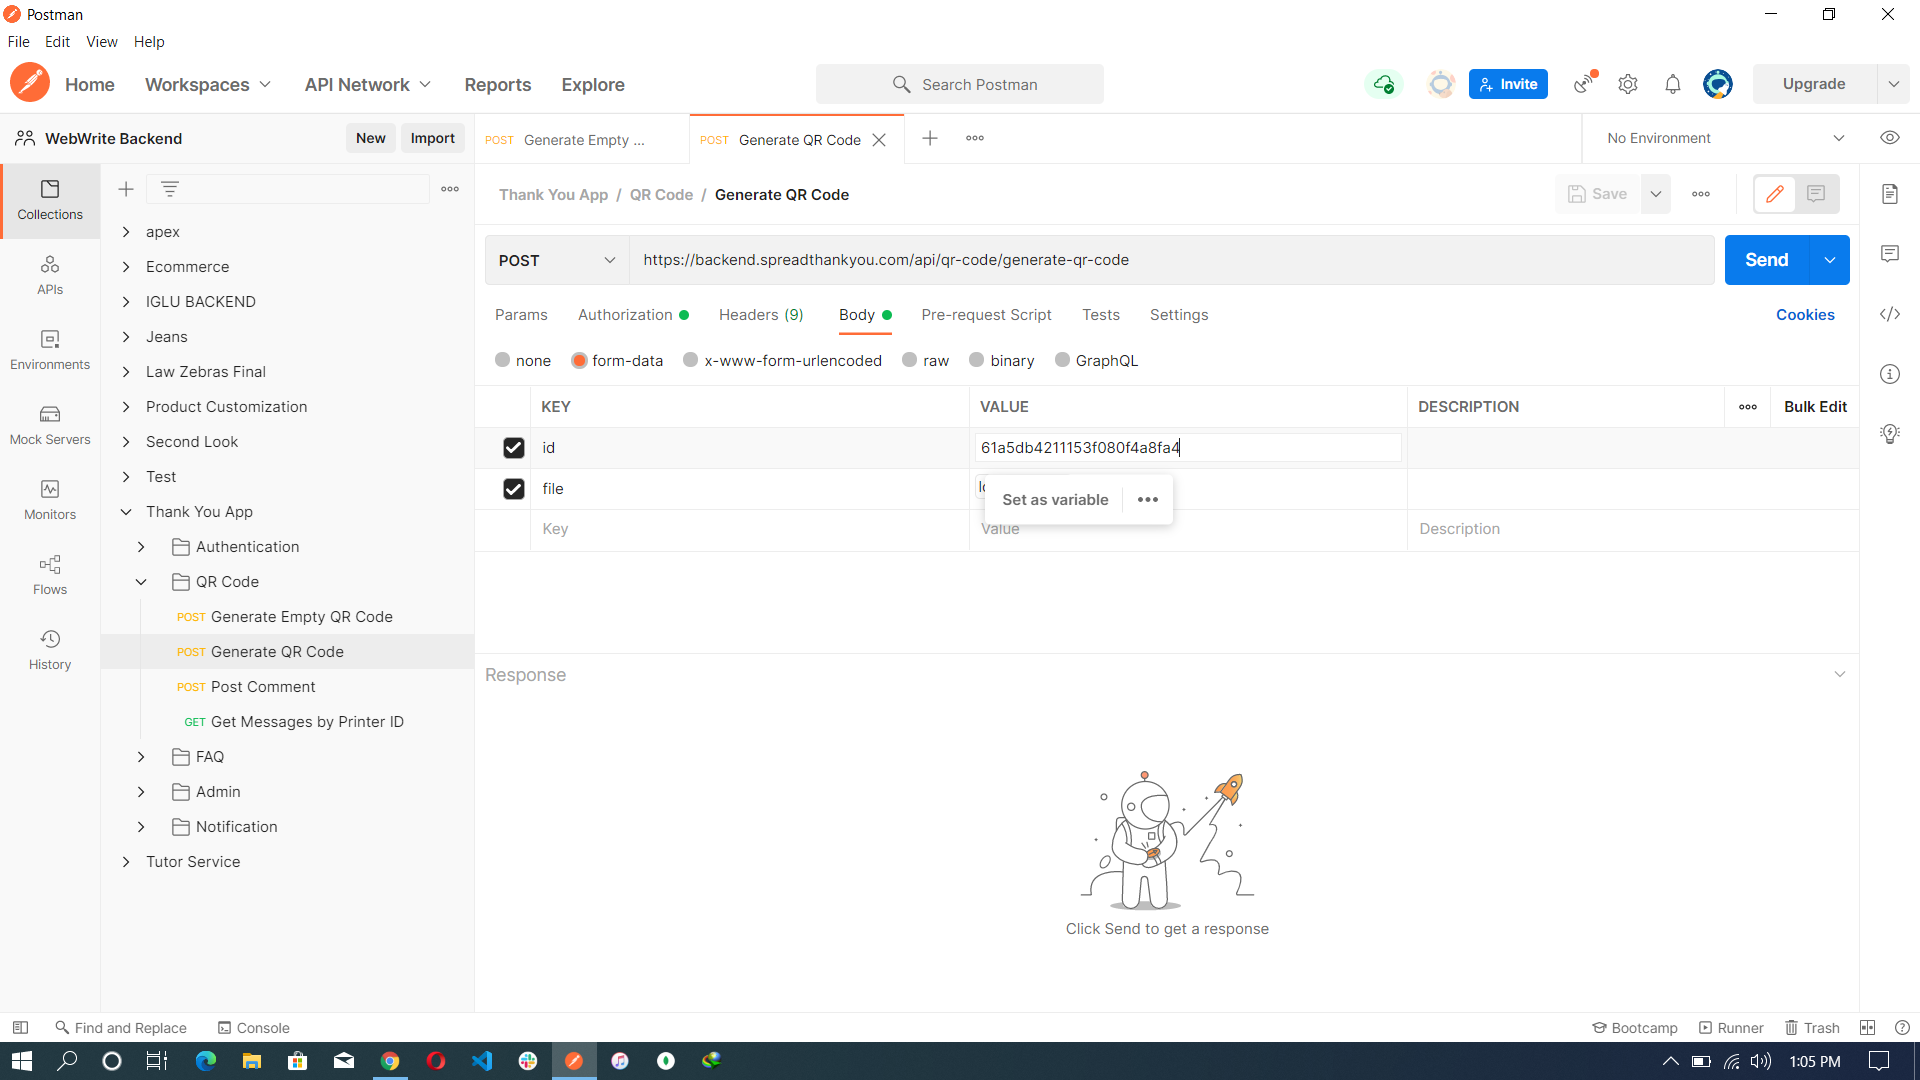 Postman
File Edit View Help
Home Workspaces API Network Reports Explore Search Postman Invite Upgrade
WebWrite Backend New Import POST Generate Empty ... POST Generate QR Code No Environment
Thank You App / QR Code / Generate QR Code Save
Collections
APIs
Environments
Mock Servers
Monitors
Flows
History
apex
Ecommerce
IGLU BACKEND
Jeans
Law Zebras Final
Product Customization
Second Look
Test
Thank You App
Authentication
QR Code
POST Generate Empty QR Code
POST Generate QR Code
POST Post Comment
GET Get Messages by Printer ID
FAQ
Admin
Notification
Tutor Service
POST https://backend.spreadthankyou.com/api/qr-code/generate-qr-code Send
Params Authorization Headers (9) Body Pre-request Script Tests Settings Cookies
none form-data x-www-form-urlencoded raw binary GraphQL
KEY VALUE DESCRIPTION Bulk Edit
id 61a5db4211153f080f4a8fa4
file
Set as variable
Key Value Description
Response
Click Send to get a response
Find and Replace Console Bootcamp Runner Trash
1:05 PM